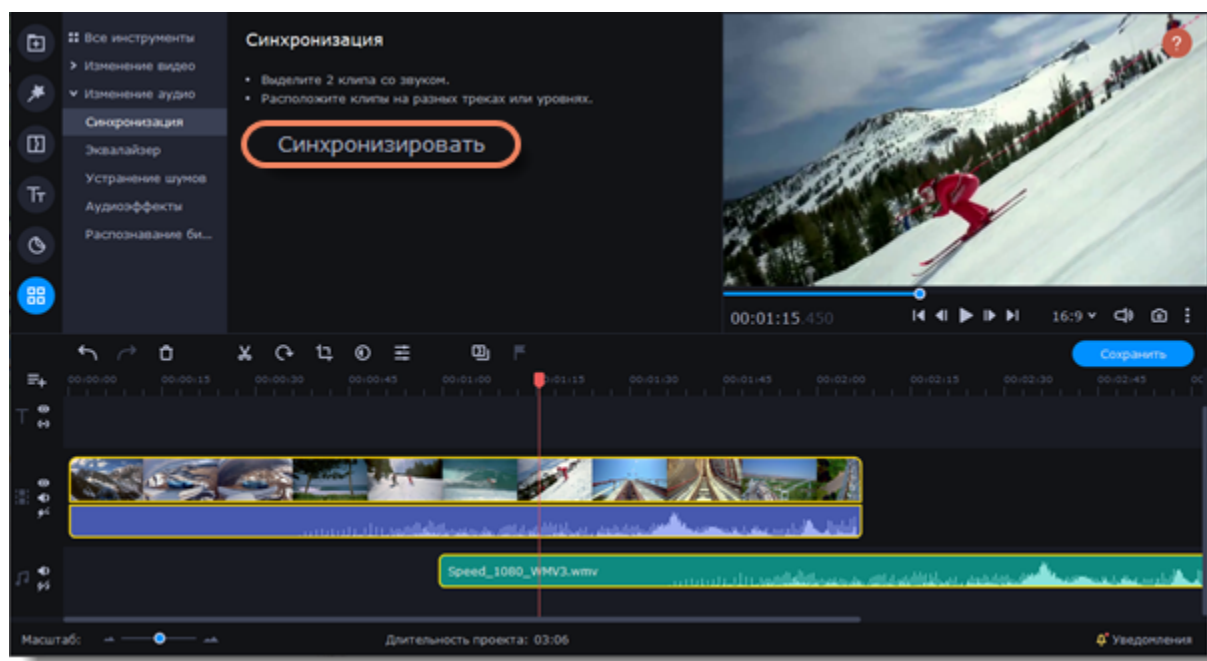 Все инструменты
Изменение видео
Изменение аудио
Синхронизация
Эквалайзер
Устранение шумов
Аудиоэффекты
Распознавание би...
Синхронизация
• Выделите 2 клипа со звуком.
• Расположите клипы на разных треках или уровнях.
Синхронизировать
?
00:01:15.450
16:9
Сохранить
00:00:00 00:00:15 00:00:30 00:00:45 00:01:00 00:01:15 00:01:30 00:01:45 00:02:00 00:02:15 00:02:30 00:02:45
Speed_1080_WMV3.wmv
Масштаб:
Длительность проекта: 03:06
Уведомления